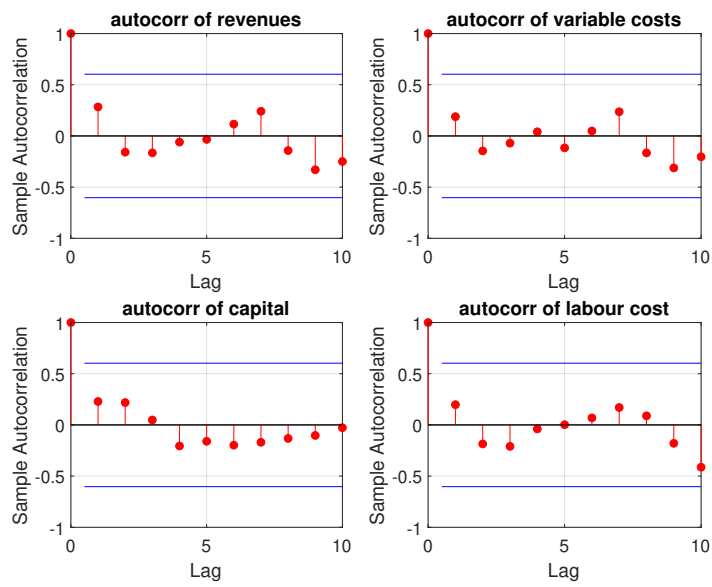 autocorr of revenues
1
0.5
0
-0.5
-1
Sample Autocorrelation
0
5
10
Lag
autocorr of variable costs
1
0.5
0
-0.5
-1
Sample Autocorrelation
0
5
10
Lag
autocorr of capital
1
0.5
0
-0.5
-1
Sample Autocorrelation
0
5
10
Lag
autocorr of labour cost
1
0.5
0
-0.5
-1
Sample Autocorrelation
0
5
10
Lag